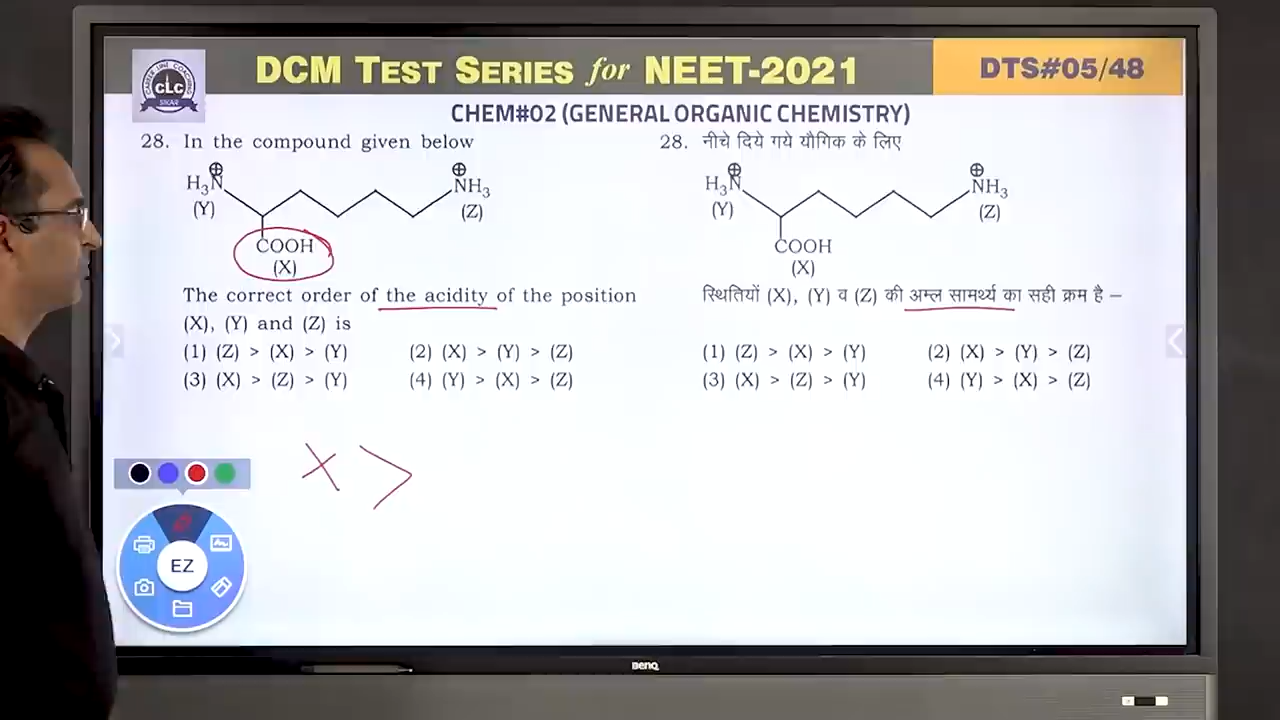 DCM TEST SERIES for NEET-2021
DTS#05/48
CLC
SIKAR
CHEM#02 (GENERAL ORGANIC CHEMISTRY)
28. In the compound given below
⊕
H₃N
(Y)
⊕
NH₃
(Z)
COOH
(X)
The correct order of the acidity of the position
(X), (Y) and (Z) is
(1) (Z) > (X) > (Y) (2) (X) > (Y) > (Z)
(3) (X) > (Z) > (Y) (4) (Y) > (X) > (Z)
28. नीचे दिये गये यौगिक के लिए
⊕
H₃N
(Y)
⊕
NH₃
(Z)
COOH
(X)
स्थितियों (X), (Y) व (Z) की अम्ल सामर्थ्य का सही क्रम है –
(1) (Z) > (X) > (Y) (2) (X) > (Y) > (Z)
(3) (X) > (Z) > (Y) (4) (Y) > (X) > (Z)
X >
EZ
BenQ